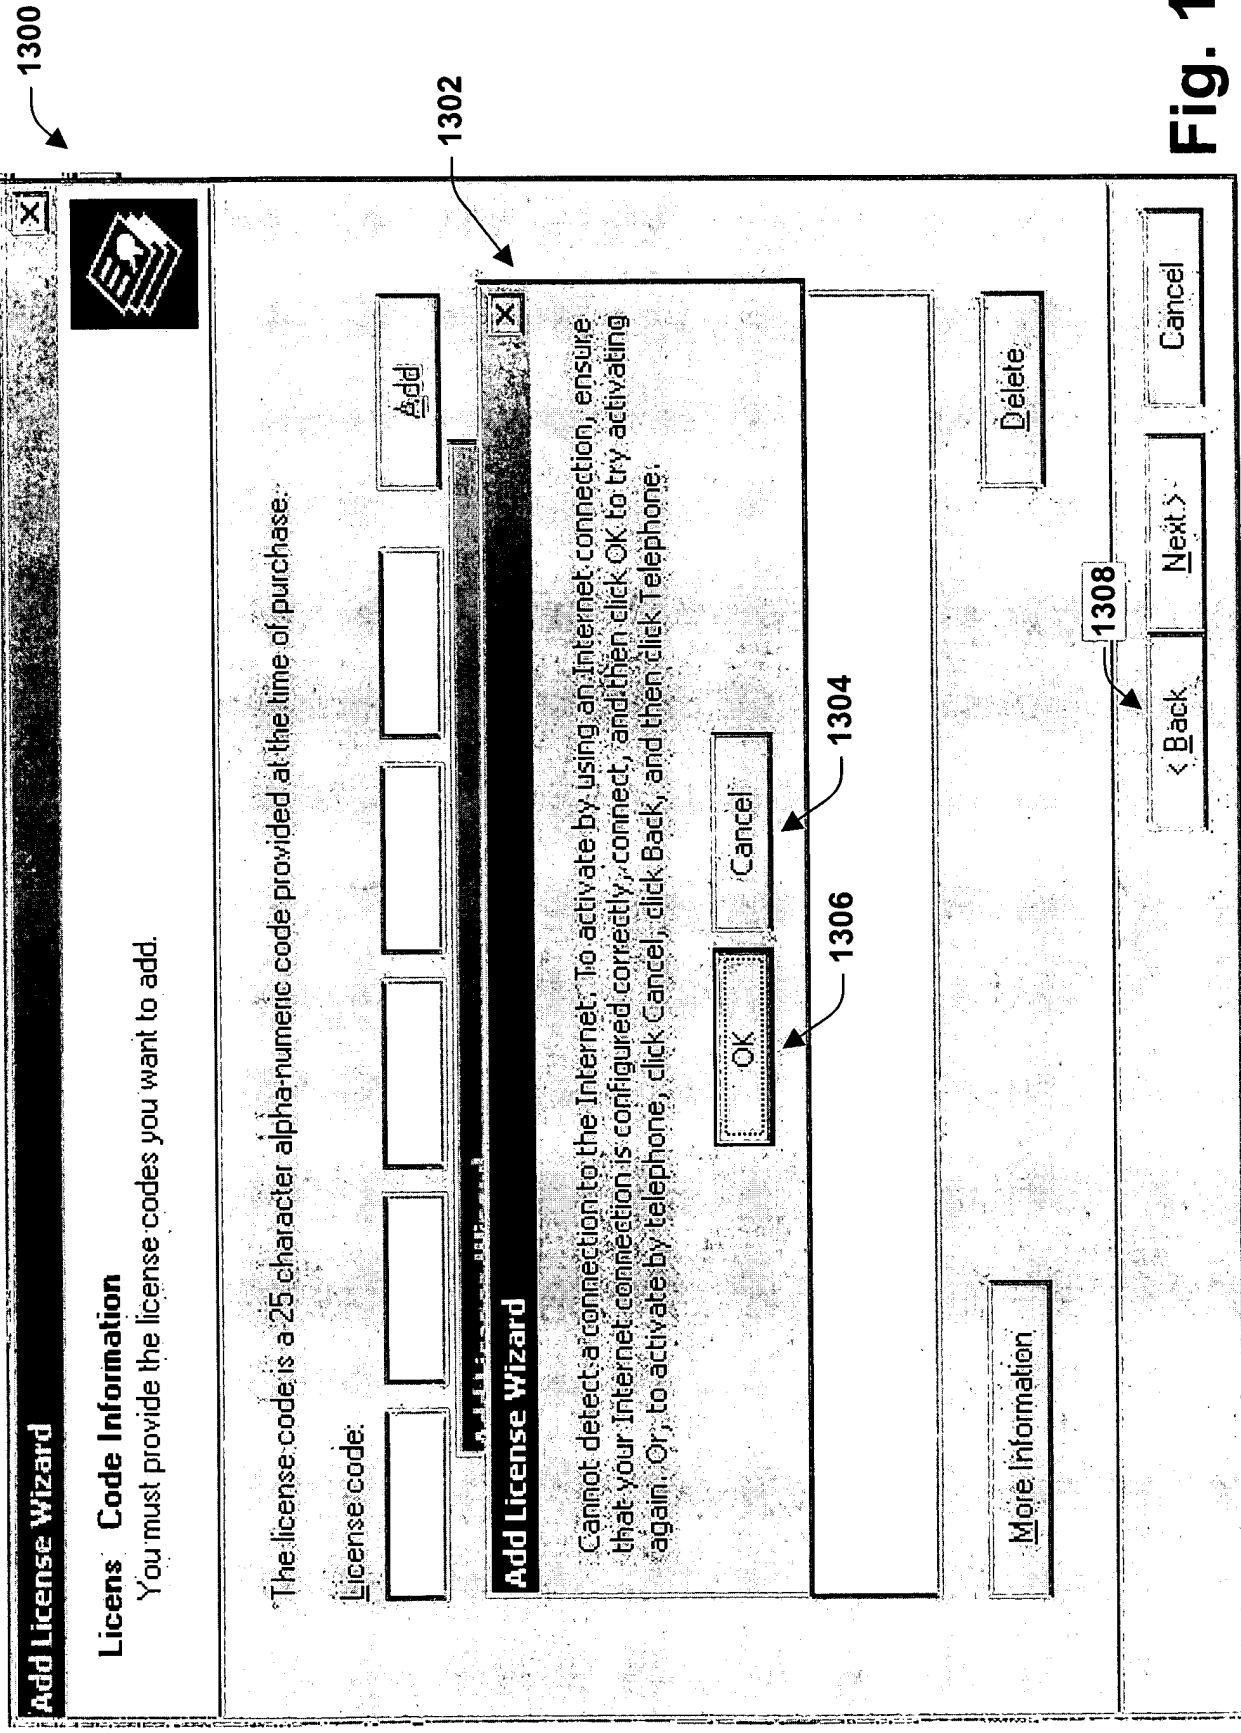 1300
Add License Wizard
Licens Code Information
You must provide the license codes you want to add.
The license code is a 25 character alpha-numeric code provided at the time of purchase.
License code:
Add
1302
Add License Wizard
Cannot detect a connection to the Internet. To activate by using an Internet connection, ensure
that your Internet connection is configured correctly, connect, and then click OK to try activating
again. Or, to activate by telephone, click Cancel, click Back, and then click Telephone.
OK
Cancel
1306
1304
More Information
Delete
1308
< Back
Next >
Cancel
Fig. 1